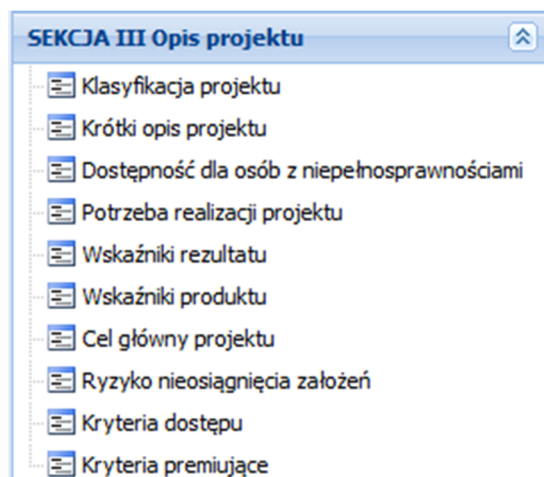 SEKCJA III Opis projektu
Klasyfikacja projektu
Krótki opis projektu
Dostępność dla osób z niepełnosprawnościami
Potrzeba realizacji projektu
Wskaźniki rezultatu
Wskaźniki produktu
Cel główny projektu
Ryzyko nieosiągnięcia założeń
Kryteria dostępu
Kryteria premiujące